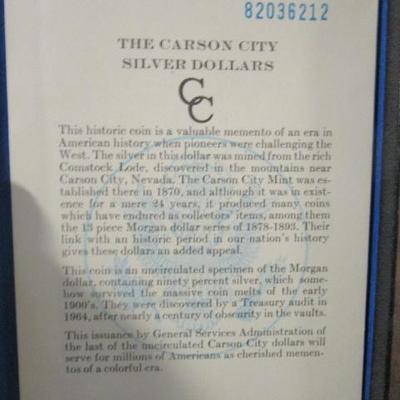 82036212
THE CARSON CITY
SILVER DOLLARS
CC
This historic coin is a valuable memento of an era in
American history when pioneers were challenging the
West. The silver in this dollar was mined from the rich
Comstock Lode, discovered in the mountains near
Carson City, Nevada. The Carson City Mint was es-
tablished there in 1870, and although it was in exist-
ence for a mere 24 years, it produced many coins
which have endured as collectors' items, among them
the 13 piece Morgan dollar series of 1878-1893. Their
link with an historic period in our nation's history
gives these dollars an added appeal.
This coin is an uncirculated specimen of the Morgan
dollar, containing ninety percent silver, which some-
how survived the massive coin melts of the early
1900's. They were discovered by a Treasury audit in
1964, after nearly a century of obscurity in the vaults.
This issuance by General Services Administration of
the last of the uncirculated Carson City dollars will
serve for millions of Americans as cherished memen-
tos of a colorful era.